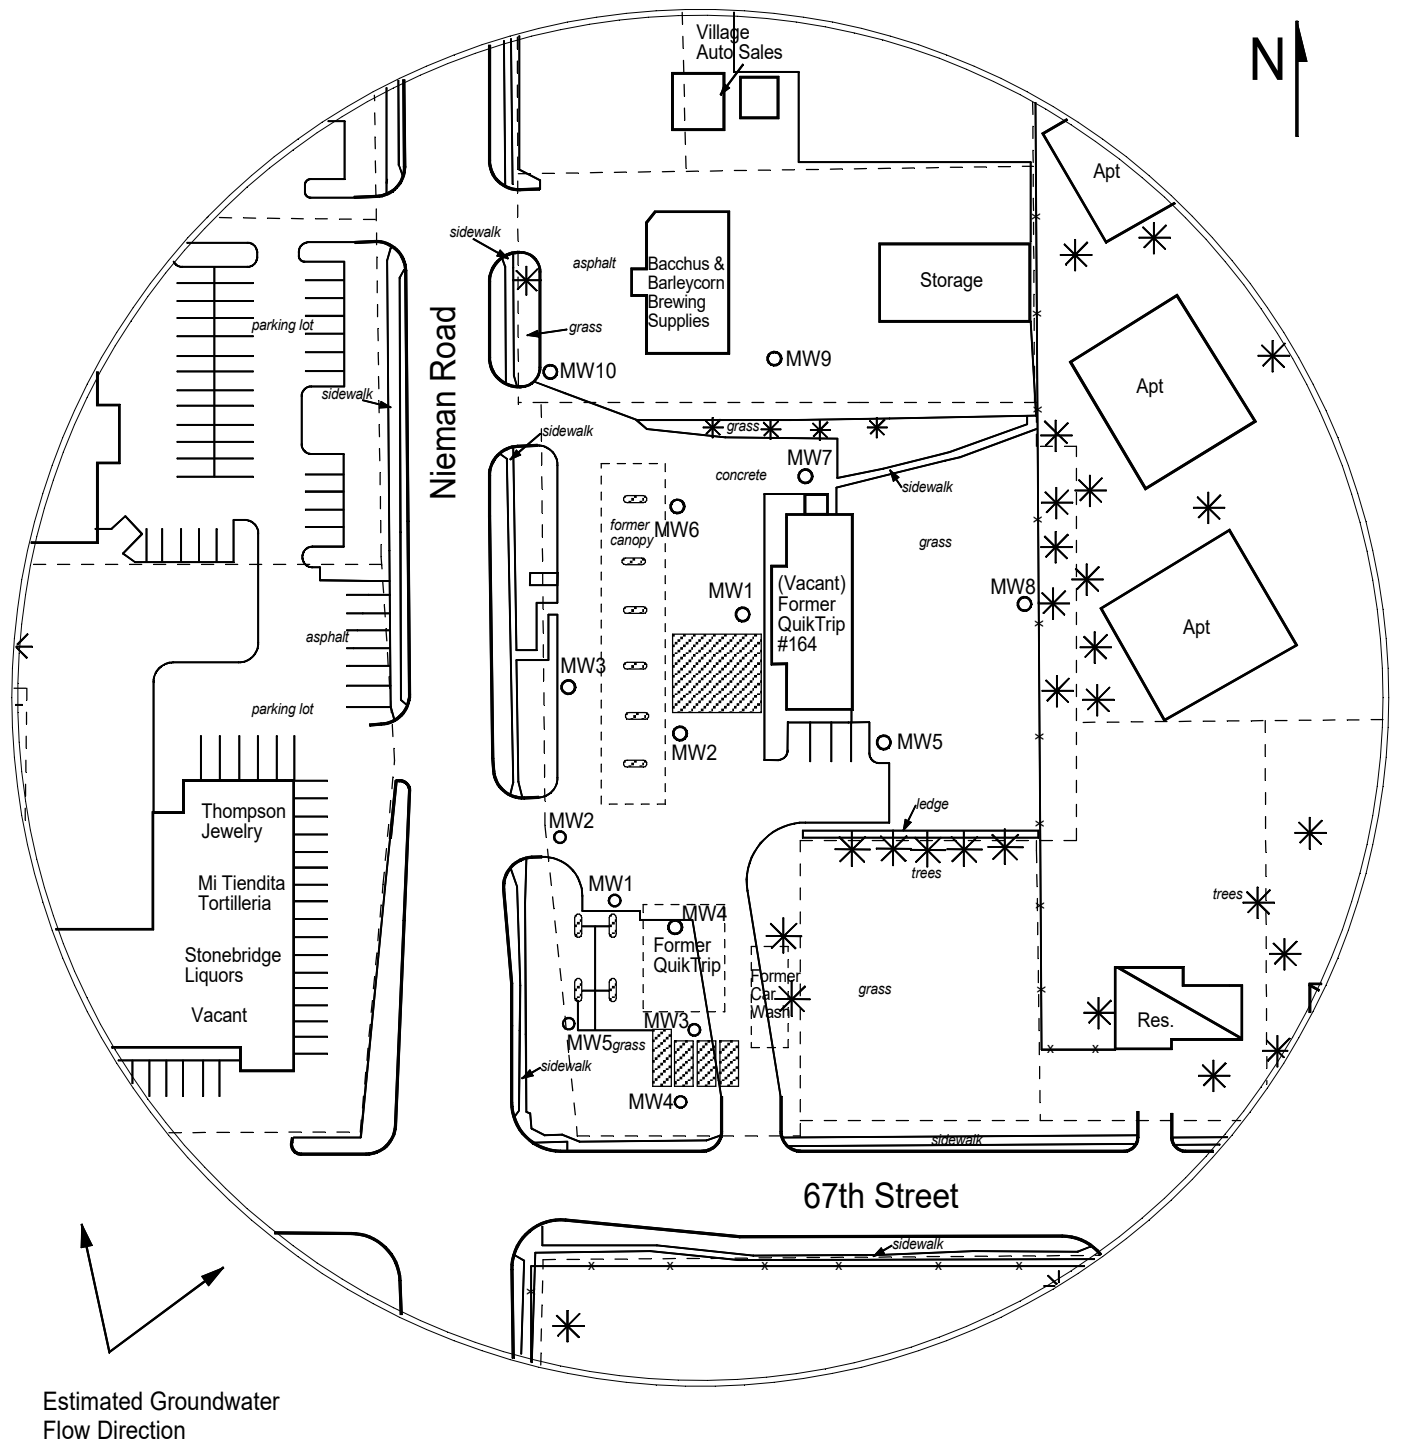 Village
Auto Sales
N
Apt
sidewalk
asphalt
Bacchus &
Barleycorn
Brewing
Supplies
Storage
parking lot
grass
Nieman Road
MW10
MW9
Apt
sidewalk
sidewalk
grass
concrete
MW7
sidewalk
former
canopy
MW6
grass
MW1
(Vacant)
Former
QuikTrip
#164
MW8
Apt
asphalt
MW3
parking lot
MW2
MW5
Thompson
Jewelry
MW2
ledge
trees
Mi Tiendita
Tortilleria
MW1
MW4
trees
Stonebridge
Liquors
Former
QuikTrip
Former
Car
Wash
grass
Vacant
MW3
Res.
MW5
grass
sidewalk
MW4
sidewalk
67th Street
sidewalk
Estimated Groundwater
Flow Direction